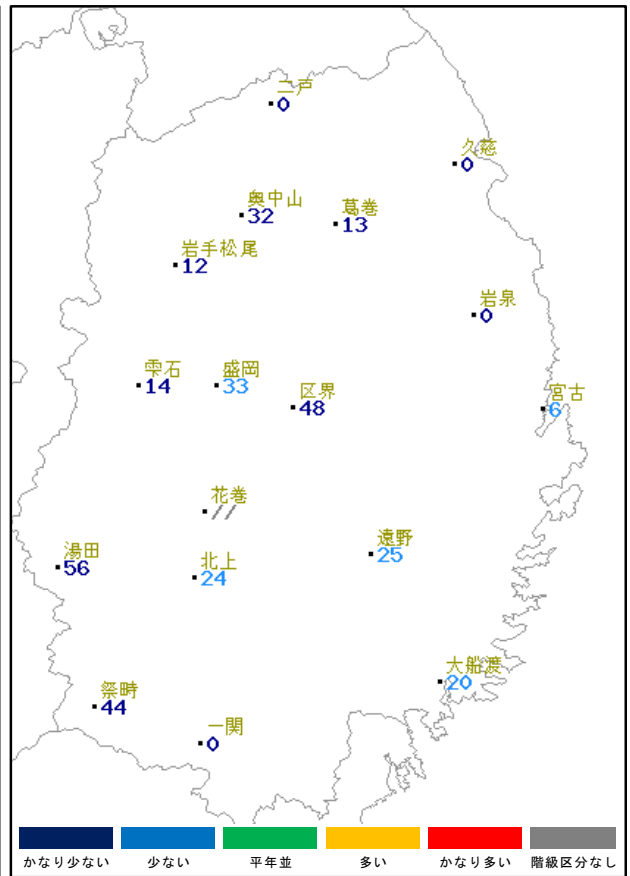 二戸
0
久慈
0
奥中山
32
葛巻
13
岩手松尾
12
岩泉
0
雫石
14
盛岡
33
区界
48
宮古
6
花巻
//
湯田
56
北上
24
遠野
25
大船渡
20
祭畤
44
一関
0
かなり少ない
少ない
平年並
多い
かなり多い
階級区分なし